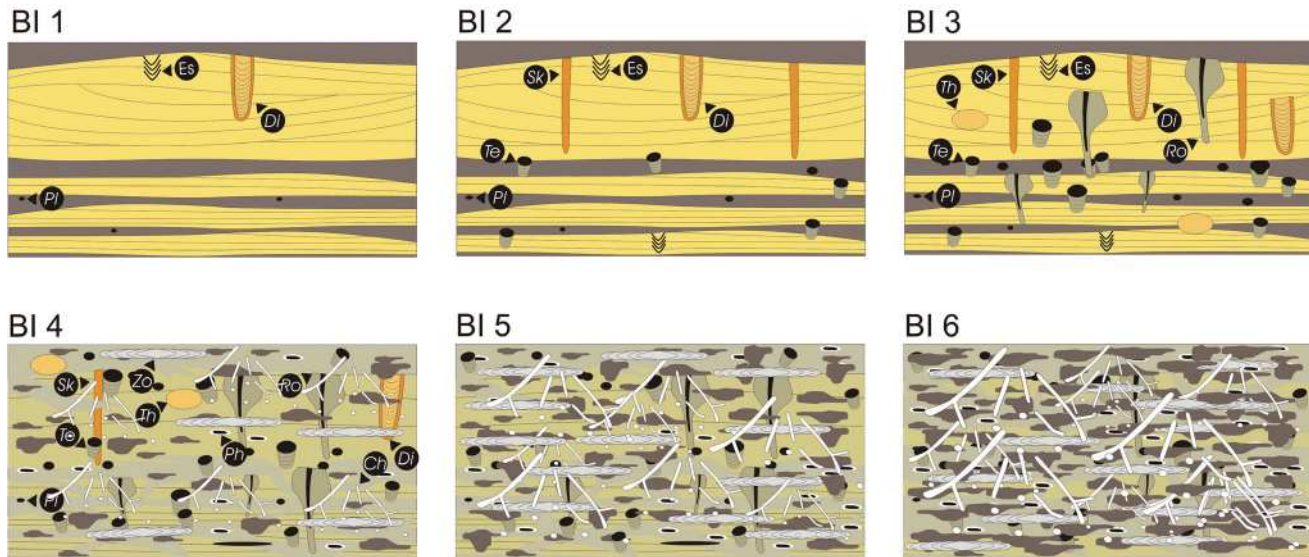 BI 1
Es
Di
Pl
BI 2
Sk
Es
Di
Te
Pl
BI 3
Th
Sk
Es
Di
Ro
Te
Pl
BI 4
Sk
Zo
Ro
Th
Te
Ph
Ch
Di
Pl
BI 5
BI 6